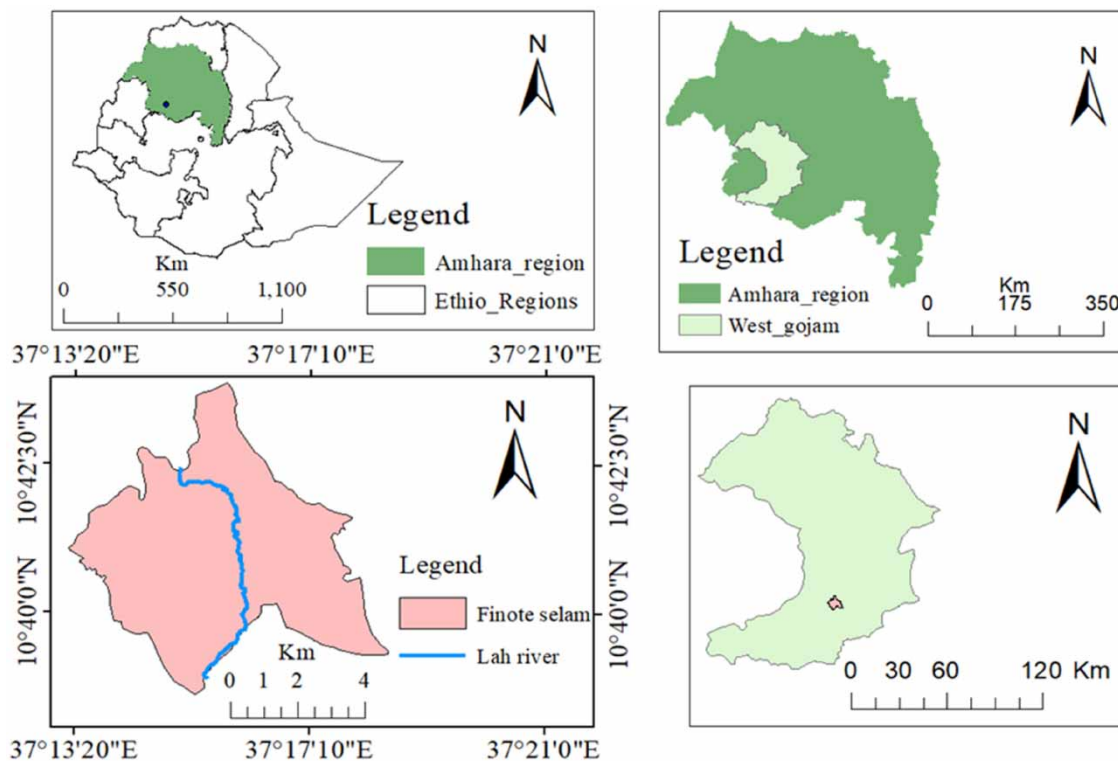 N
Legend
Amhara_region
Ethio_Regions
Km
0 550 1,100
N
Legend
Amhara_region
West_gojam
Km
0 175 350
37°13'20"E 37°17'10"E 37°21'0"E
10°42'30"N
10°40'0"N
N
Legend
Finote selam
Lah river
Km
0 1 2 4
10°42'30"N
10°40'0"N
37°13'20"E 37°17'10"E 37°21'0"E
N
0 30 60 120 Km